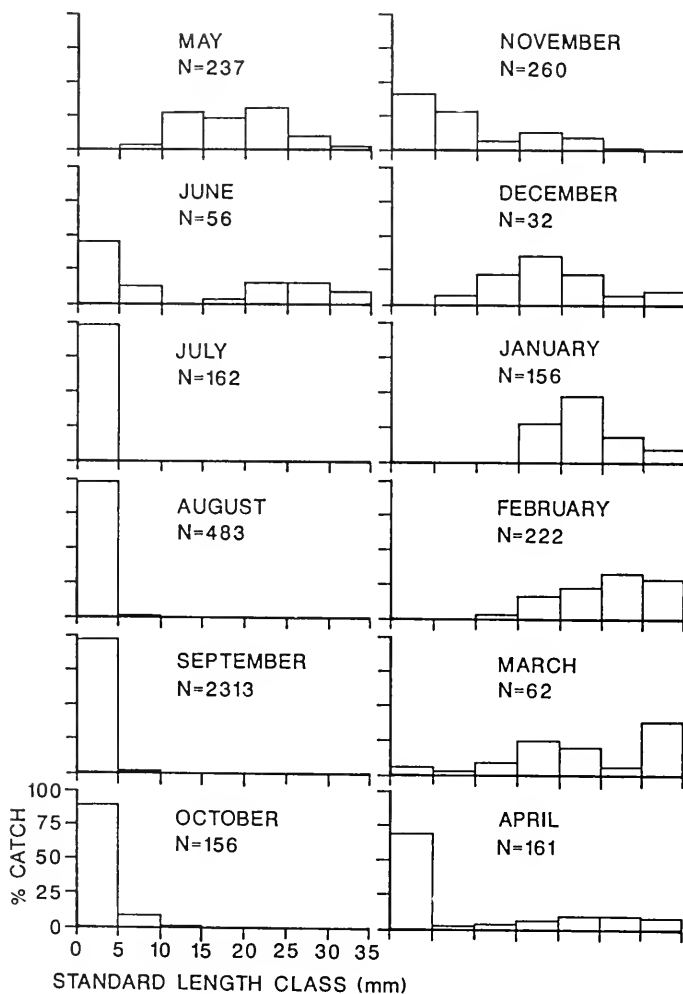 MAY
N=237
NOVEMBER
N=260
JUNE
N=56
DECEMBER
N=32
JULY
N=162
JANUARY
N=156
AUGUST
N=483
FEBRUARY
N=222
SEPTEMBER
N=2313
MARCH
N=62
OCTOBER
N=156
APRIL
N=161
% CATCH
100
75
50
25
0
0 5 10 15 20 25 30 35
STANDARD LENGTH CLASS (mm)